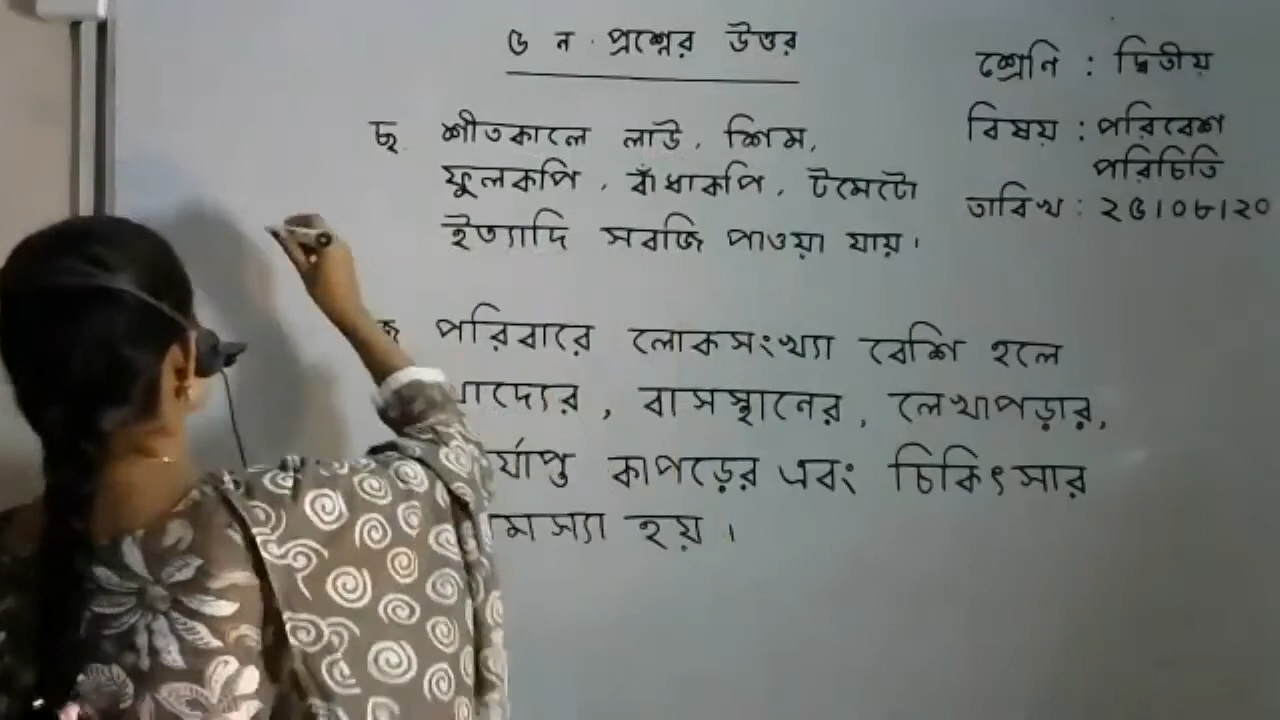 ৬ ন. প্রশ্নের উত্তর
শ্রেনি : দ্বিতীয়
বিষয় : পরিবেশ
পরিচিতি
তারিখ : ২৫।০৮।২০
ছ শীতকালে লাউ, শিম,
ফুলকপি, বাঁধাকপি, টমেটো
ইত্যাদি সবজি পাওয়া যায়।
জ পরিবারে লোকসংখ্যা বেশি হলে
বাসস্থানের, লেখাপড়ার,
কাপড়ের এবং চিকিৎসার
হয়।